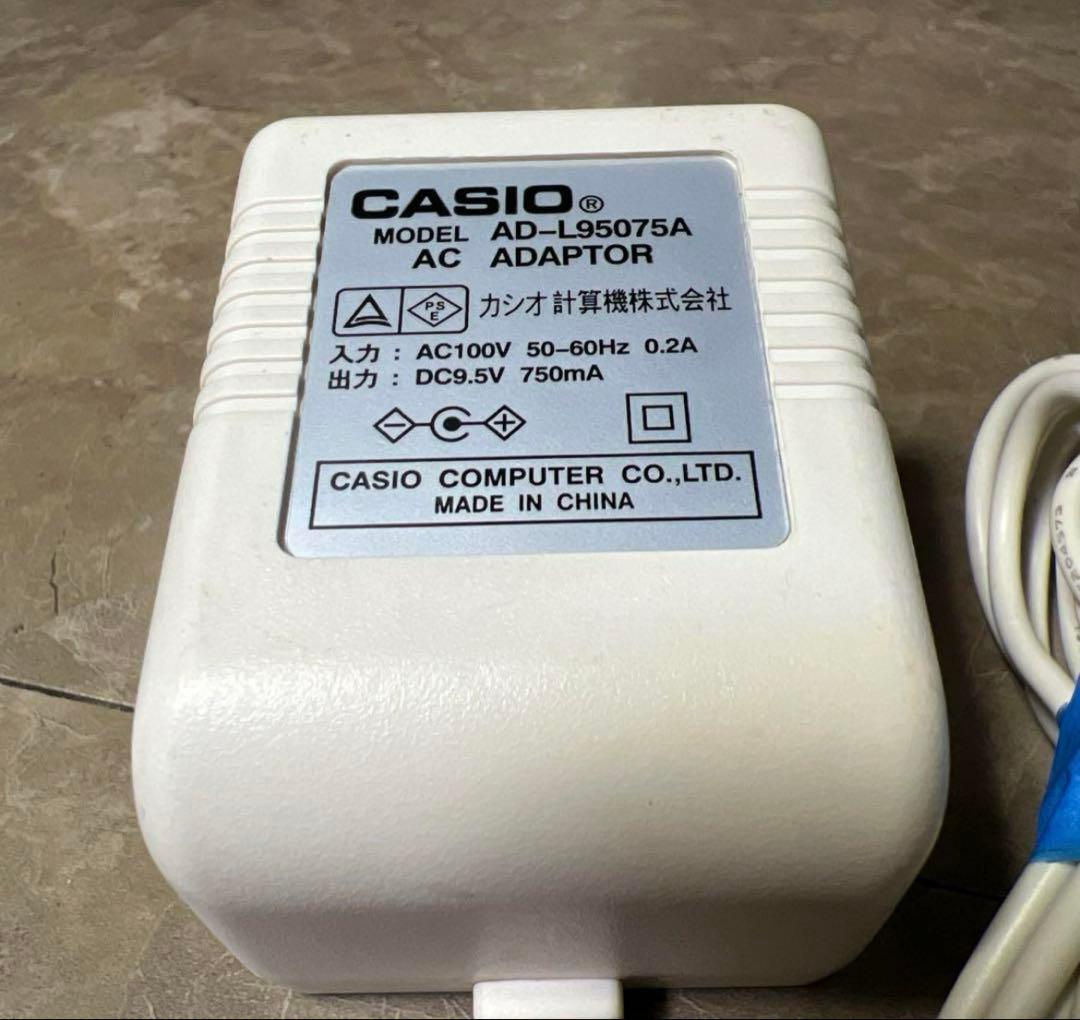 CASIO®
MODEL AD-L95075A
AC ADAPTOR
PS
E
カシオ計算機株式会社
入力 : AC100V 50-60Hz 0.2A
出力 : DC9.5V 750mA
CASIO COMPUTER CO.,LTD.
MADE IN CHINA